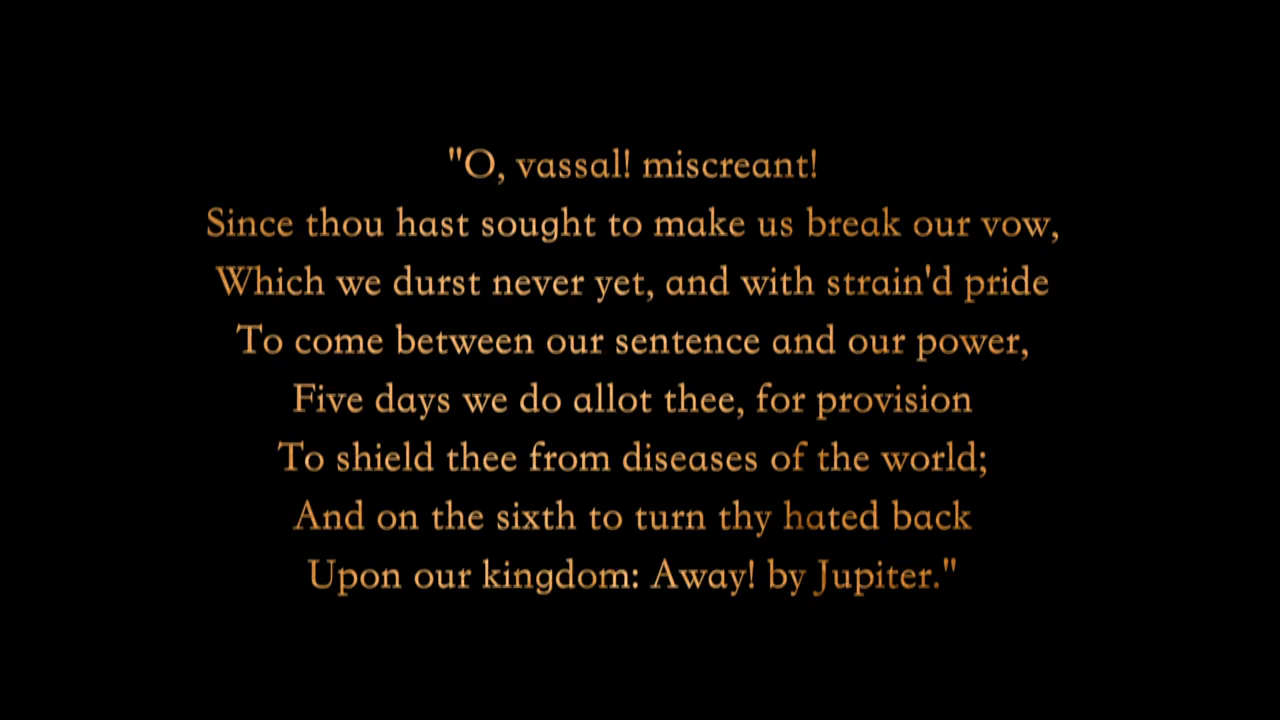 "O, vassal! miscreant!
Since thou hast sought to make us break our vow,
Which we durst never yet, and with strain'd pride
To come between our sentence and our power,
Five days we do allot thee, for provision
To shield thee from diseases of the world;
And on the sixth to turn thy hated back
Upon our kingdom: Away! by Jupiter."